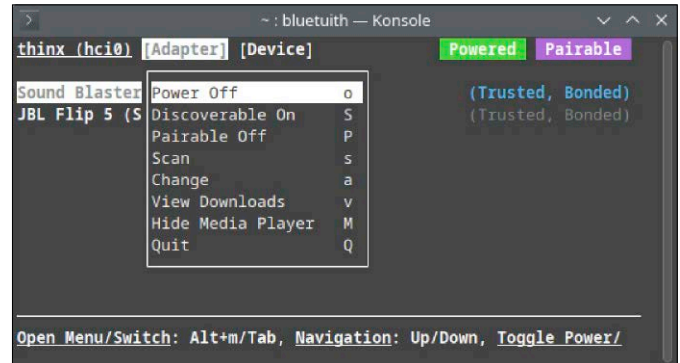 ~ : bluetuith — Konsole
thinx (hci0) [Adapter] [Device] Powered Pairable
Sound Blaster Power Off o (Trusted, Bonded)
JBL Flip 5 (S Discoverable On S (Trusted, Bonded)
Pairable Off P
Scan s
Change a
View Downloads v
Hide Media Player M
Quit Q
Open Menu/Switch: Alt+m/Tab, Navigation: Up/Down, Toggle Power/